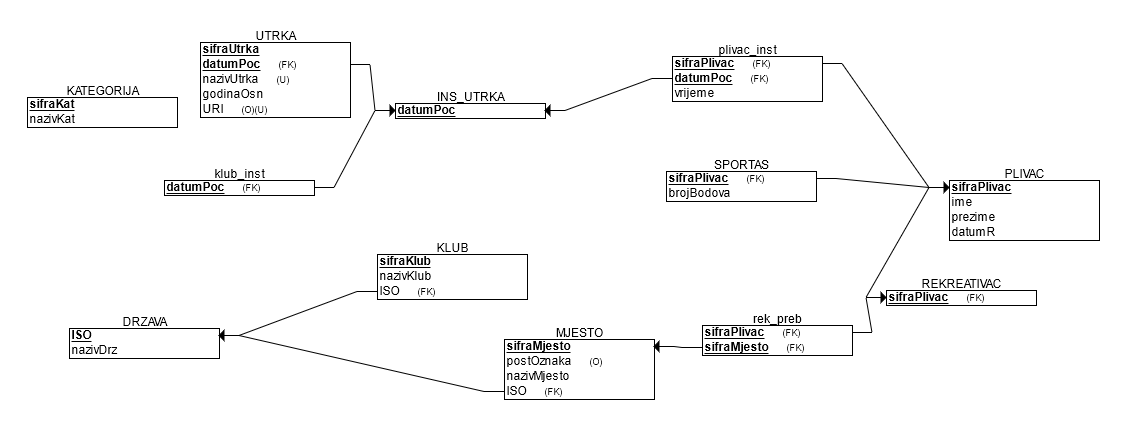 UTRKA
sifraUtrka
datumPoc (FK)
nazivUtrka (U)
godinaOsn
URI (O)(U)
plivac_inst
sifraPlivac (FK)
datumPoc (FK)
vrijeme
KATEGORIJA
sifraKat
nazivKat
INS_UTRKA
datumPoc
klub_inst
datumPoc (FK)
SPORTAS
sifraPlivac (FK)
brojBodova
PLIVAC
sifraPlivac
ime
prezime
datumR
KLUB
sifraKlub
nazivKlub
ISO (FK)
REKREATIVAC
sifraPlivac (FK)
DRZAVA
ISO
nazivDrz
rek_preb
sifraPlivac (FK)
sifraMjesto (FK)
MJESTO
sifraMjesto
postOznaka (O)
nazivMjesto
ISO (FK)